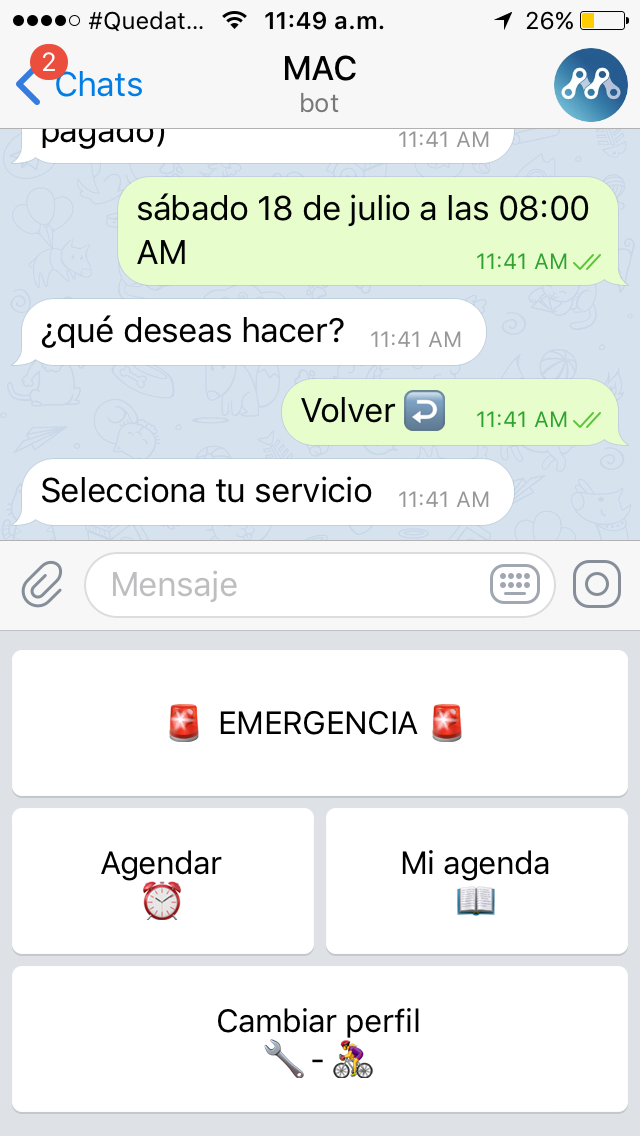 #Quedat... 11:49 a.m. 26%
2
Chats
MAC
bot
pagado)
11:41 AM
sábado 18 de julio a las 08:00
AM
11:41 AM
¿qué deseas hacer? 11:41 AM
Volver 11:41 AM
Selecciona tu servicio 11:41 AM
Mensaje
🚨 EMERGENCIA 🚨
Agendar
Mi agenda
Cambiar perfil
-